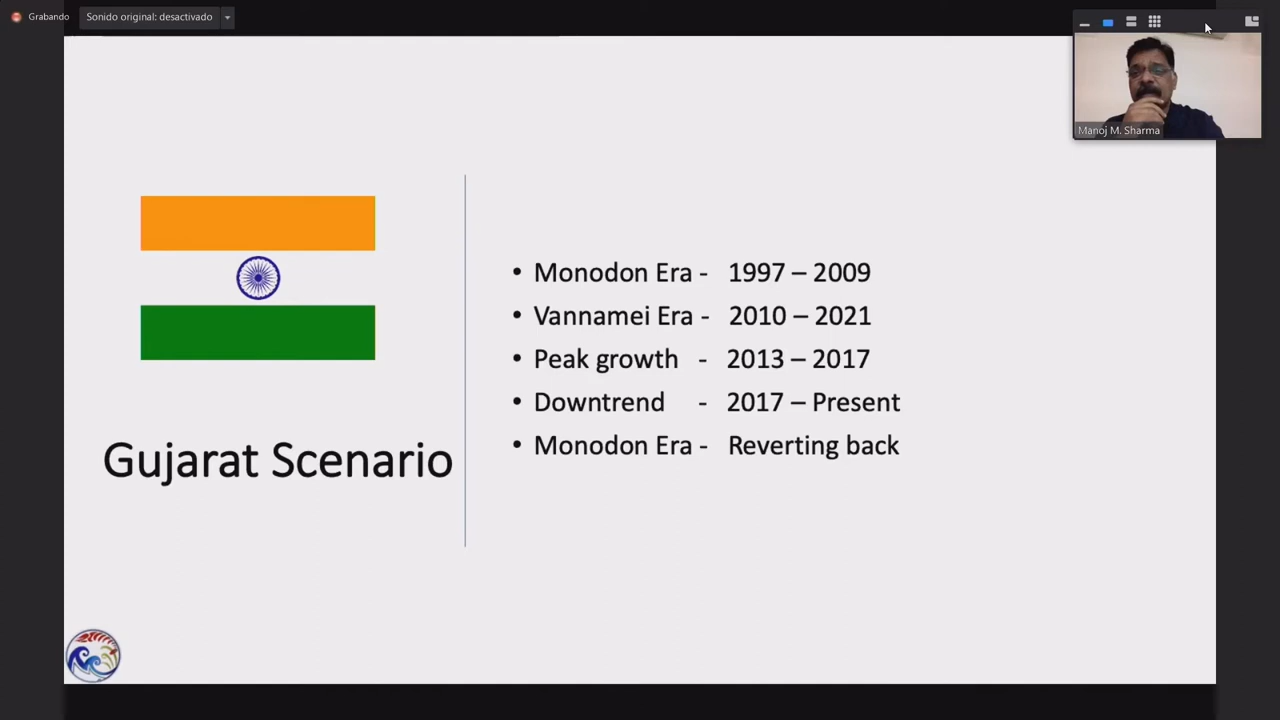 Grabando
Sonido original: desactivado
Manoj M. Sharma
• Monodon Era - 1997 – 2009
• Vannamei Era - 2010 – 2021
• Peak growth - 2013 – 2017
• Downtrend - 2017 – Present
• Monodon Era - Reverting back
Gujarat Scenario